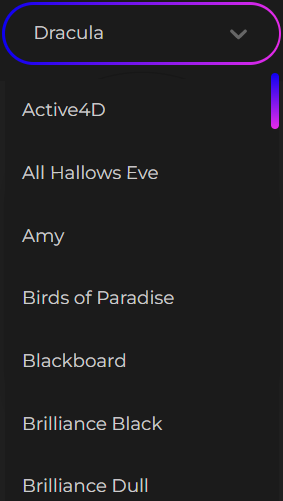 Dracula
Active4D
All Hallows Eve
Amy
Birds of Paradise
Blackboard
Brilliance Black
Brilliance Dull